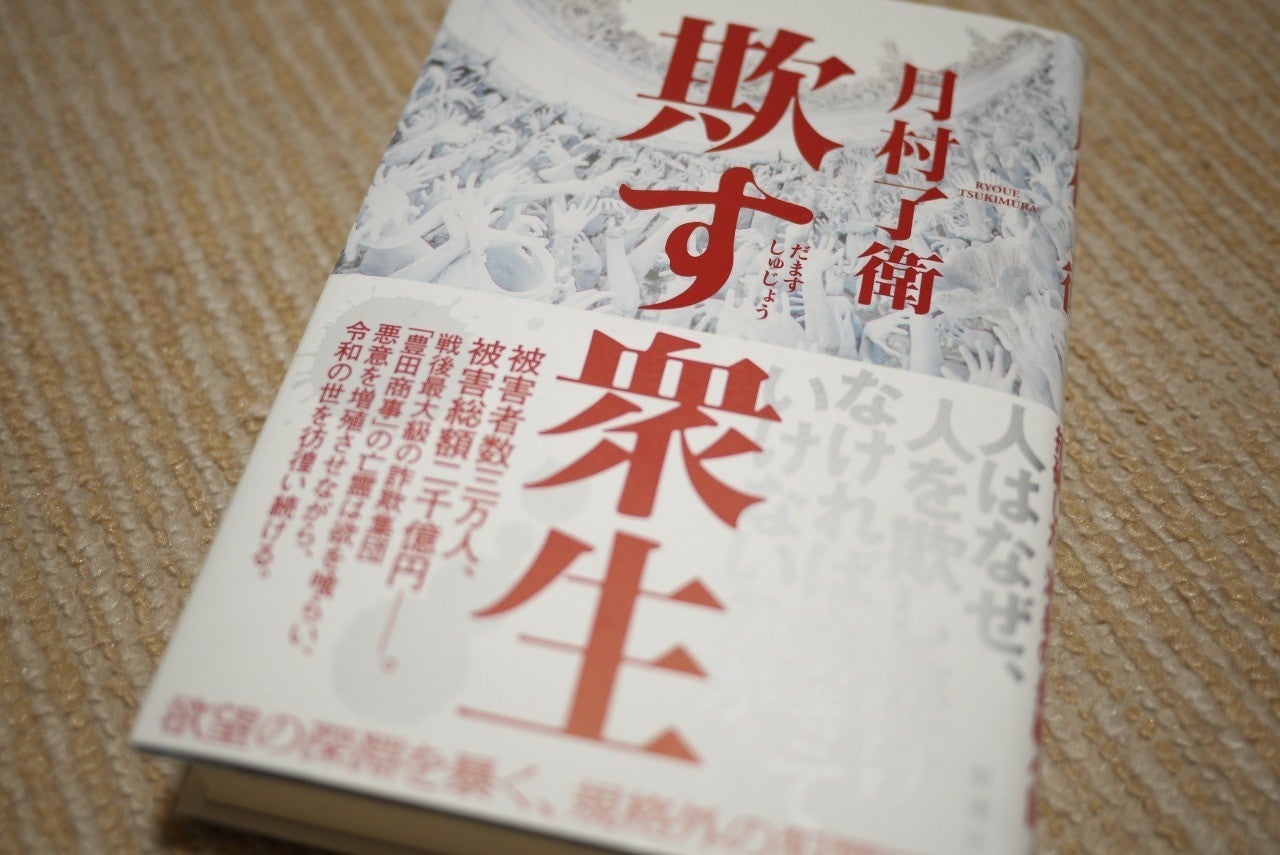 月村了衛
RYOUE
TSUKIMURA
欺す
衆生
だます
しゅじょう
人はなぜ、
人を欺し
なければ
いけない
被害者数三万人、
被害総額二千億円――。
戦後最大級の詐欺集団
「豊田商事」の亡霊は欲を喰らい、
悪意を増殖させながら、
令和の世を彷徨い続ける。
欲望の深淵を暴く、規格外の